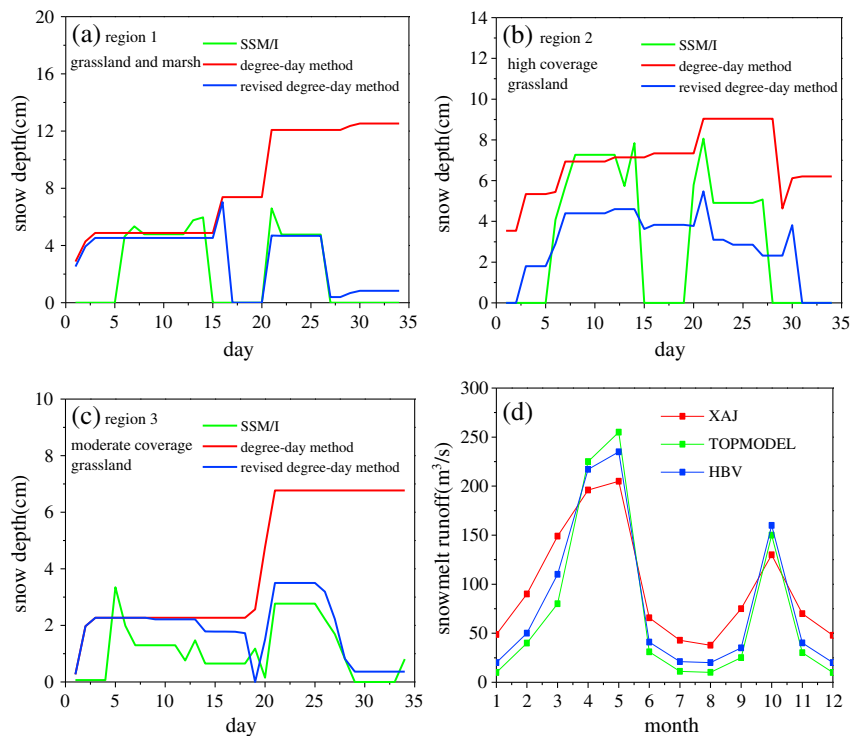 (a) region 1
grassland and marsh
SSM/I
degree-day method
revised degree-day method
snow depth(cm)
20
16
12
8
4
0
0 5 10 15 20 25 30 35
day
(b) region 2
high coverage
grassland
SSM/I
degree-day method
revised degree-day method
snow depth(cm)
14
12
10
8
6
4
2
0
0 5 10 15 20 25 30 35
day
(c) region 3
moderate coverage
grassland
SSM/I
degree-day method
revised degree-day method
snow depth(cm)
10
8
6
4
2
0
0 5 10 15 20 25 30 35
day
(d)
XAJ
TOPMODEL
HBV
snowmelt runoff(m³/s)
300
250
200
150
100
50
0
1 2 3 4 5 6 7 8 9 10 11 12
month